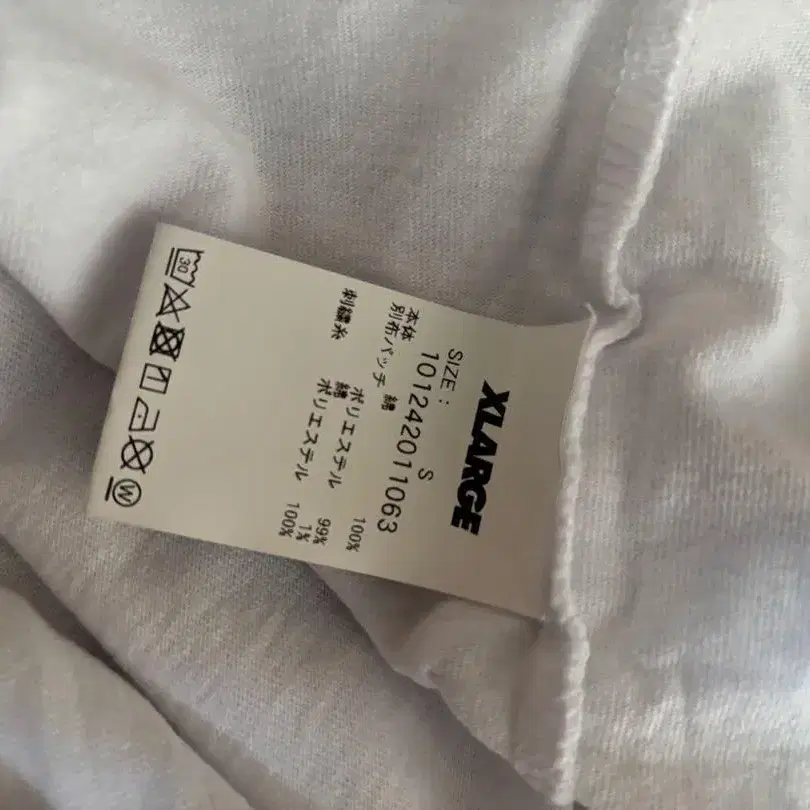 XLARGE
SIZE : S
101242011063
本体 綿 100%
別布パッチ ポリエステル 99%
綿 1%
刺繍糸 ポリエステル 100%
30
W